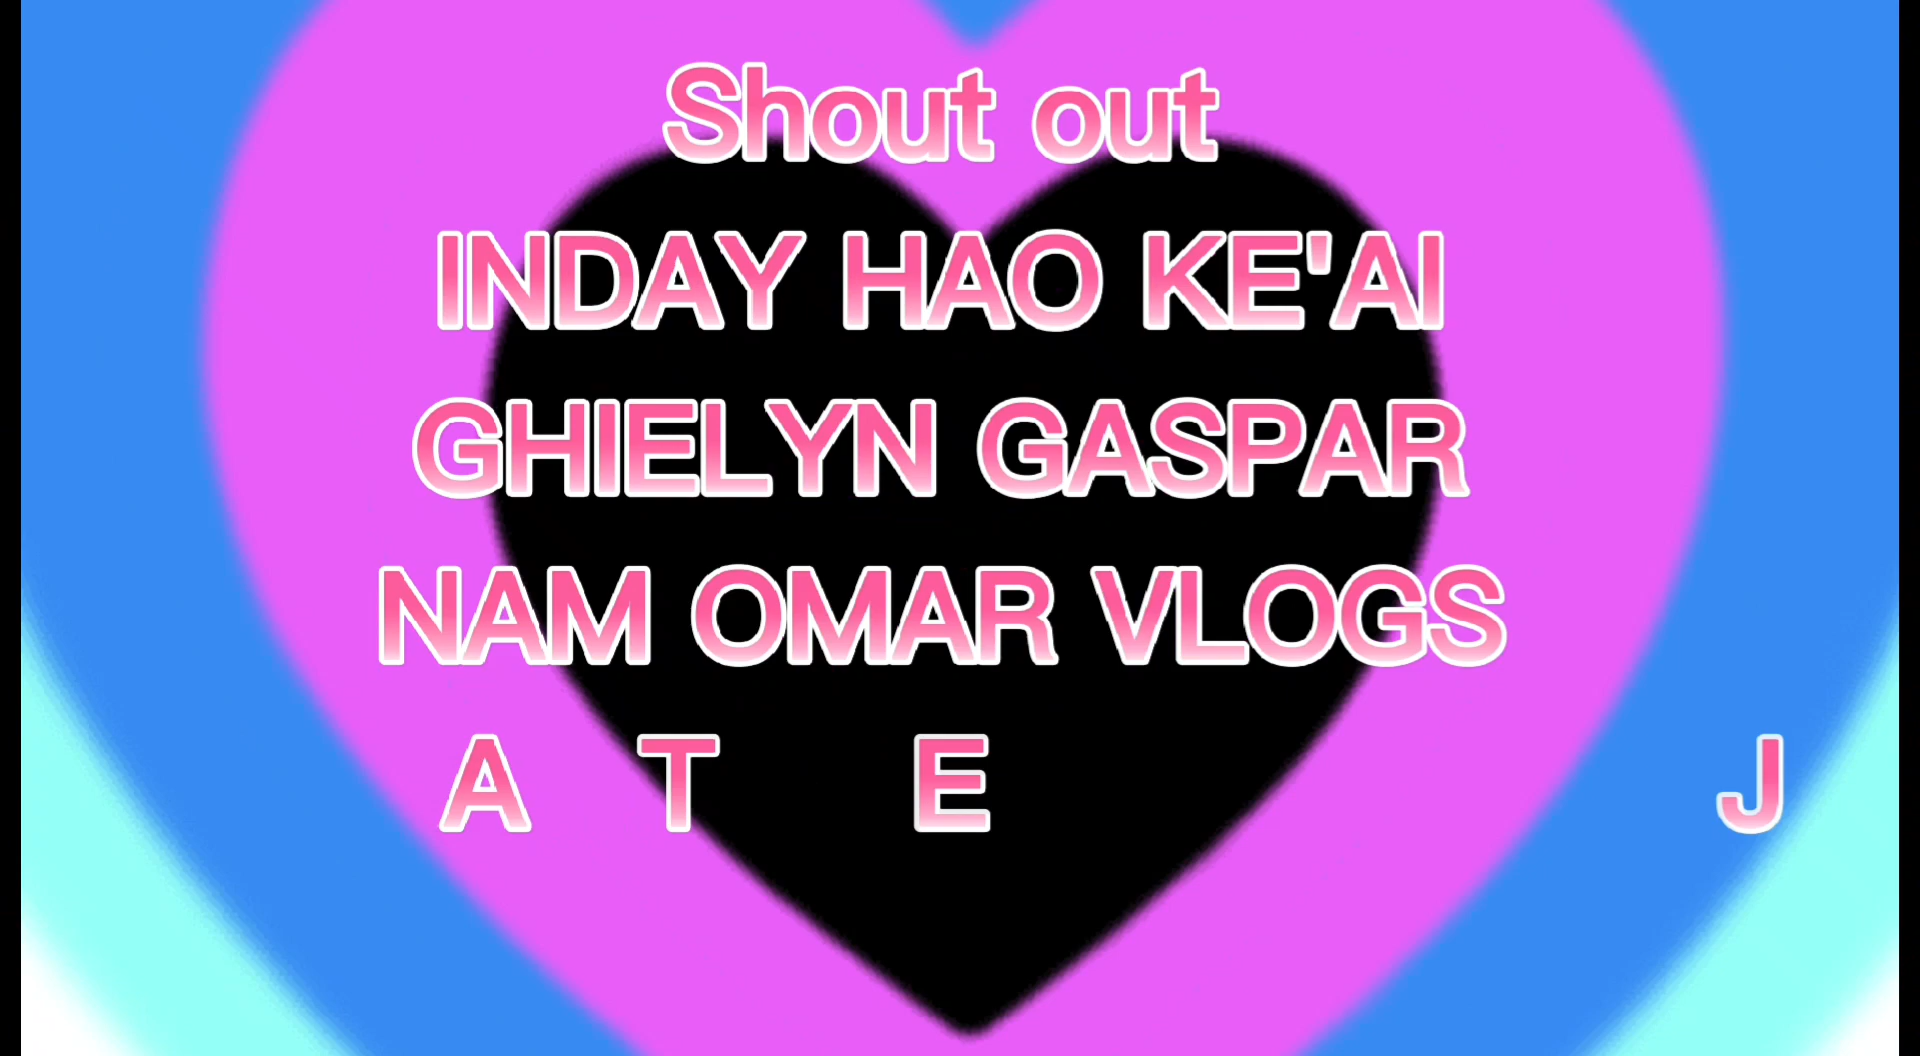 Shout out
INDAY HAO KE'AI
GHIELYN GASPAR
NAM OMAR VLOGS
A T E J